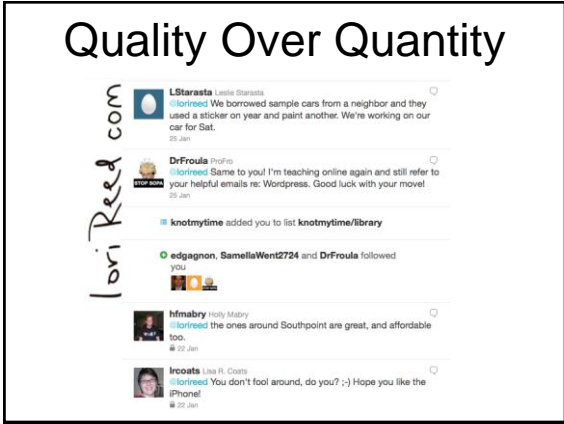 Quality Over Quantity
lori Reed com
LStarasta Leslie Starasta
@lorireed We borrowed sample cars from a neighbor and they
used a sticker on year and paint another. We're working on our
car for Sat.
25 Jan
DrFroula ProFro
@lorireed Same to you! I'm teaching online again and still refer to
your helpful emails re: Wordpress. Good luck with your move!
STOP SOPA
25 Jan
knotmytime added you to list knotmytime/library
edgagnon, SamellaWent2724 and DrFroula followed
you
hfmabry Holly Mabry
@lorireed the ones around Southpoint are great, and affordable
too.
22 Jan
lrcoats Lisa R. Coats
@lorireed You don't fool around, do you? ;-) Hope you like the
iPhone!
22 Jan